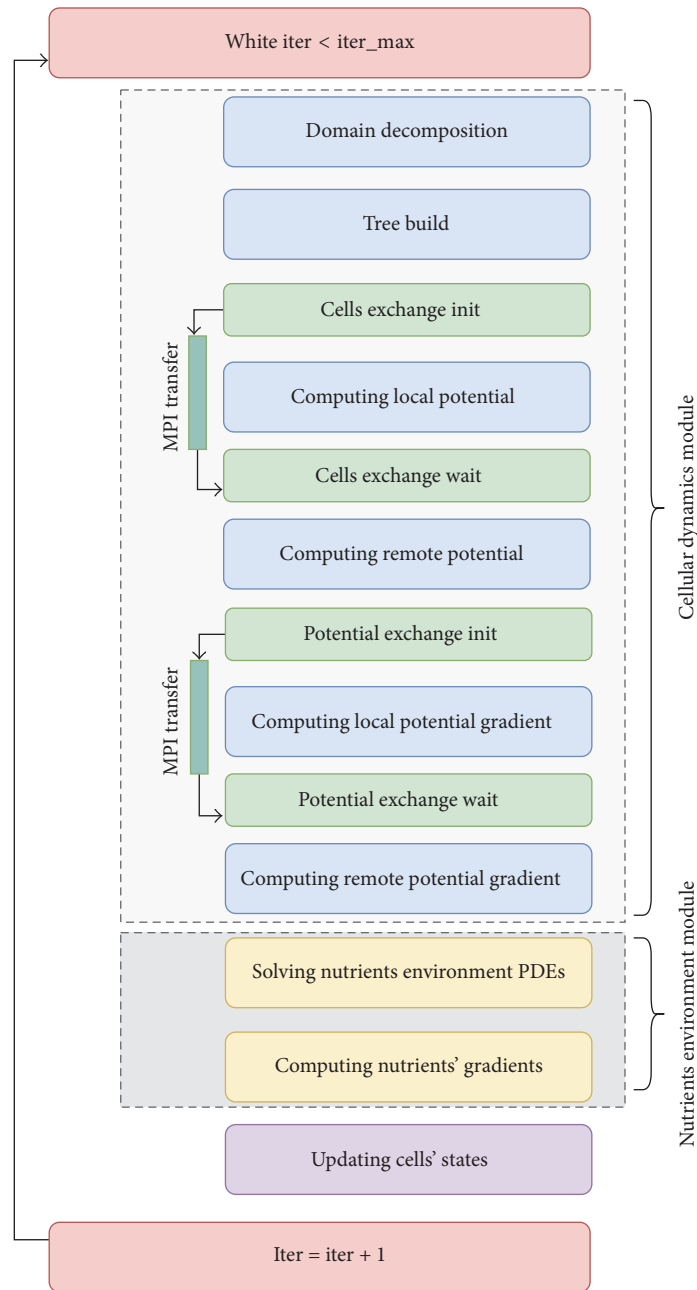 White iter < iter_max
Domain decomposition
Tree build
Cells exchange init
MPI transfer
Computing local potential
Cells exchange wait
Computing remote potential
Potential exchange init
MPI transfer
Computing local potential gradient
Potential exchange wait
Computing remote potential gradient
Cellular dynamics module
Solving nutrients environment PDEs
Computing nutrients' gradients
Nutrients environment module
Updating cells' states
Iter = iter + 1